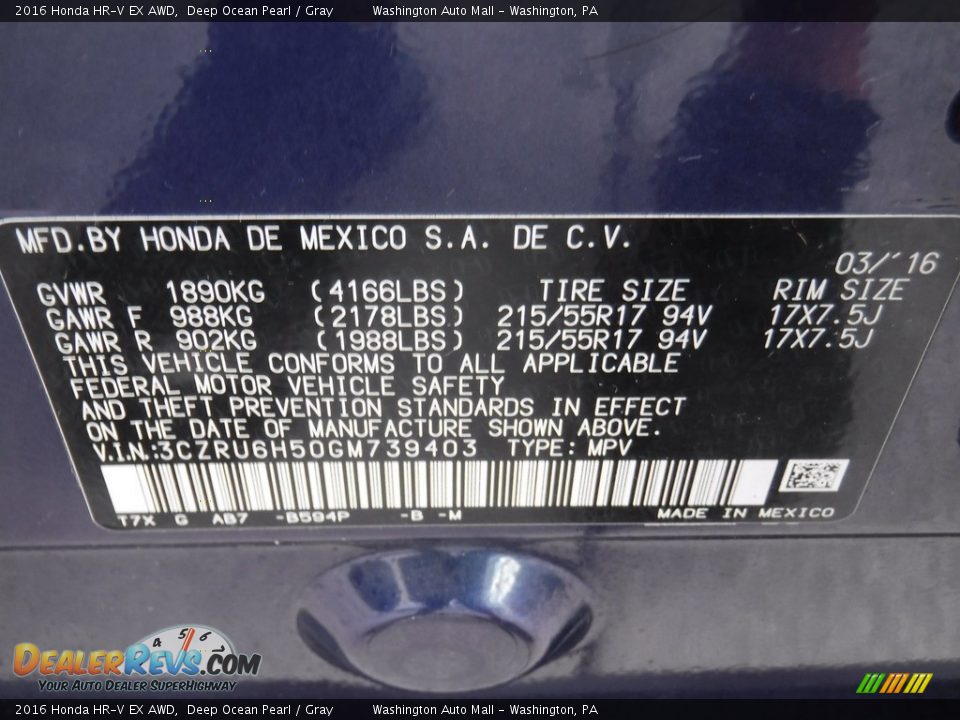 2016 Honda HR-V EX AWD, Deep Ocean Pearl / Gray Washington Auto Mall - Washington, PA
MFD.BY HONDA DE MEXICO S.A. DE C.V.
03/'16
GVWR 1890KG (4166LBS) TIRE SIZE RIM SIZE
GAWR F 988KG (2178LBS) 215/55R17 94V 17X7.5J
GAWR R 902KG (1988LBS) 215/55R17 94V 17X7.5J
THIS VEHICLE CONFORMS TO ALL APPLICABLE
FEDERAL MOTOR VEHICLE SAFETY
AND THEFT PREVENTION STANDARDS IN EFFECT
ON THE DATE OF MANUFACTURE SHOWN ABOVE.
V.I.N.:3CZRU6H50GM739403 TYPE: MPV
T7X G AB7 -B594P -B -M MADE IN MEXICO
4 5 6
DEALERREVS.COM
YOUR AUTO DEALER SUPERHIGHWAY
2016 Honda HR-V EX AWD, Deep Ocean Pearl / Gray Washington Auto Mall - Washington, PA